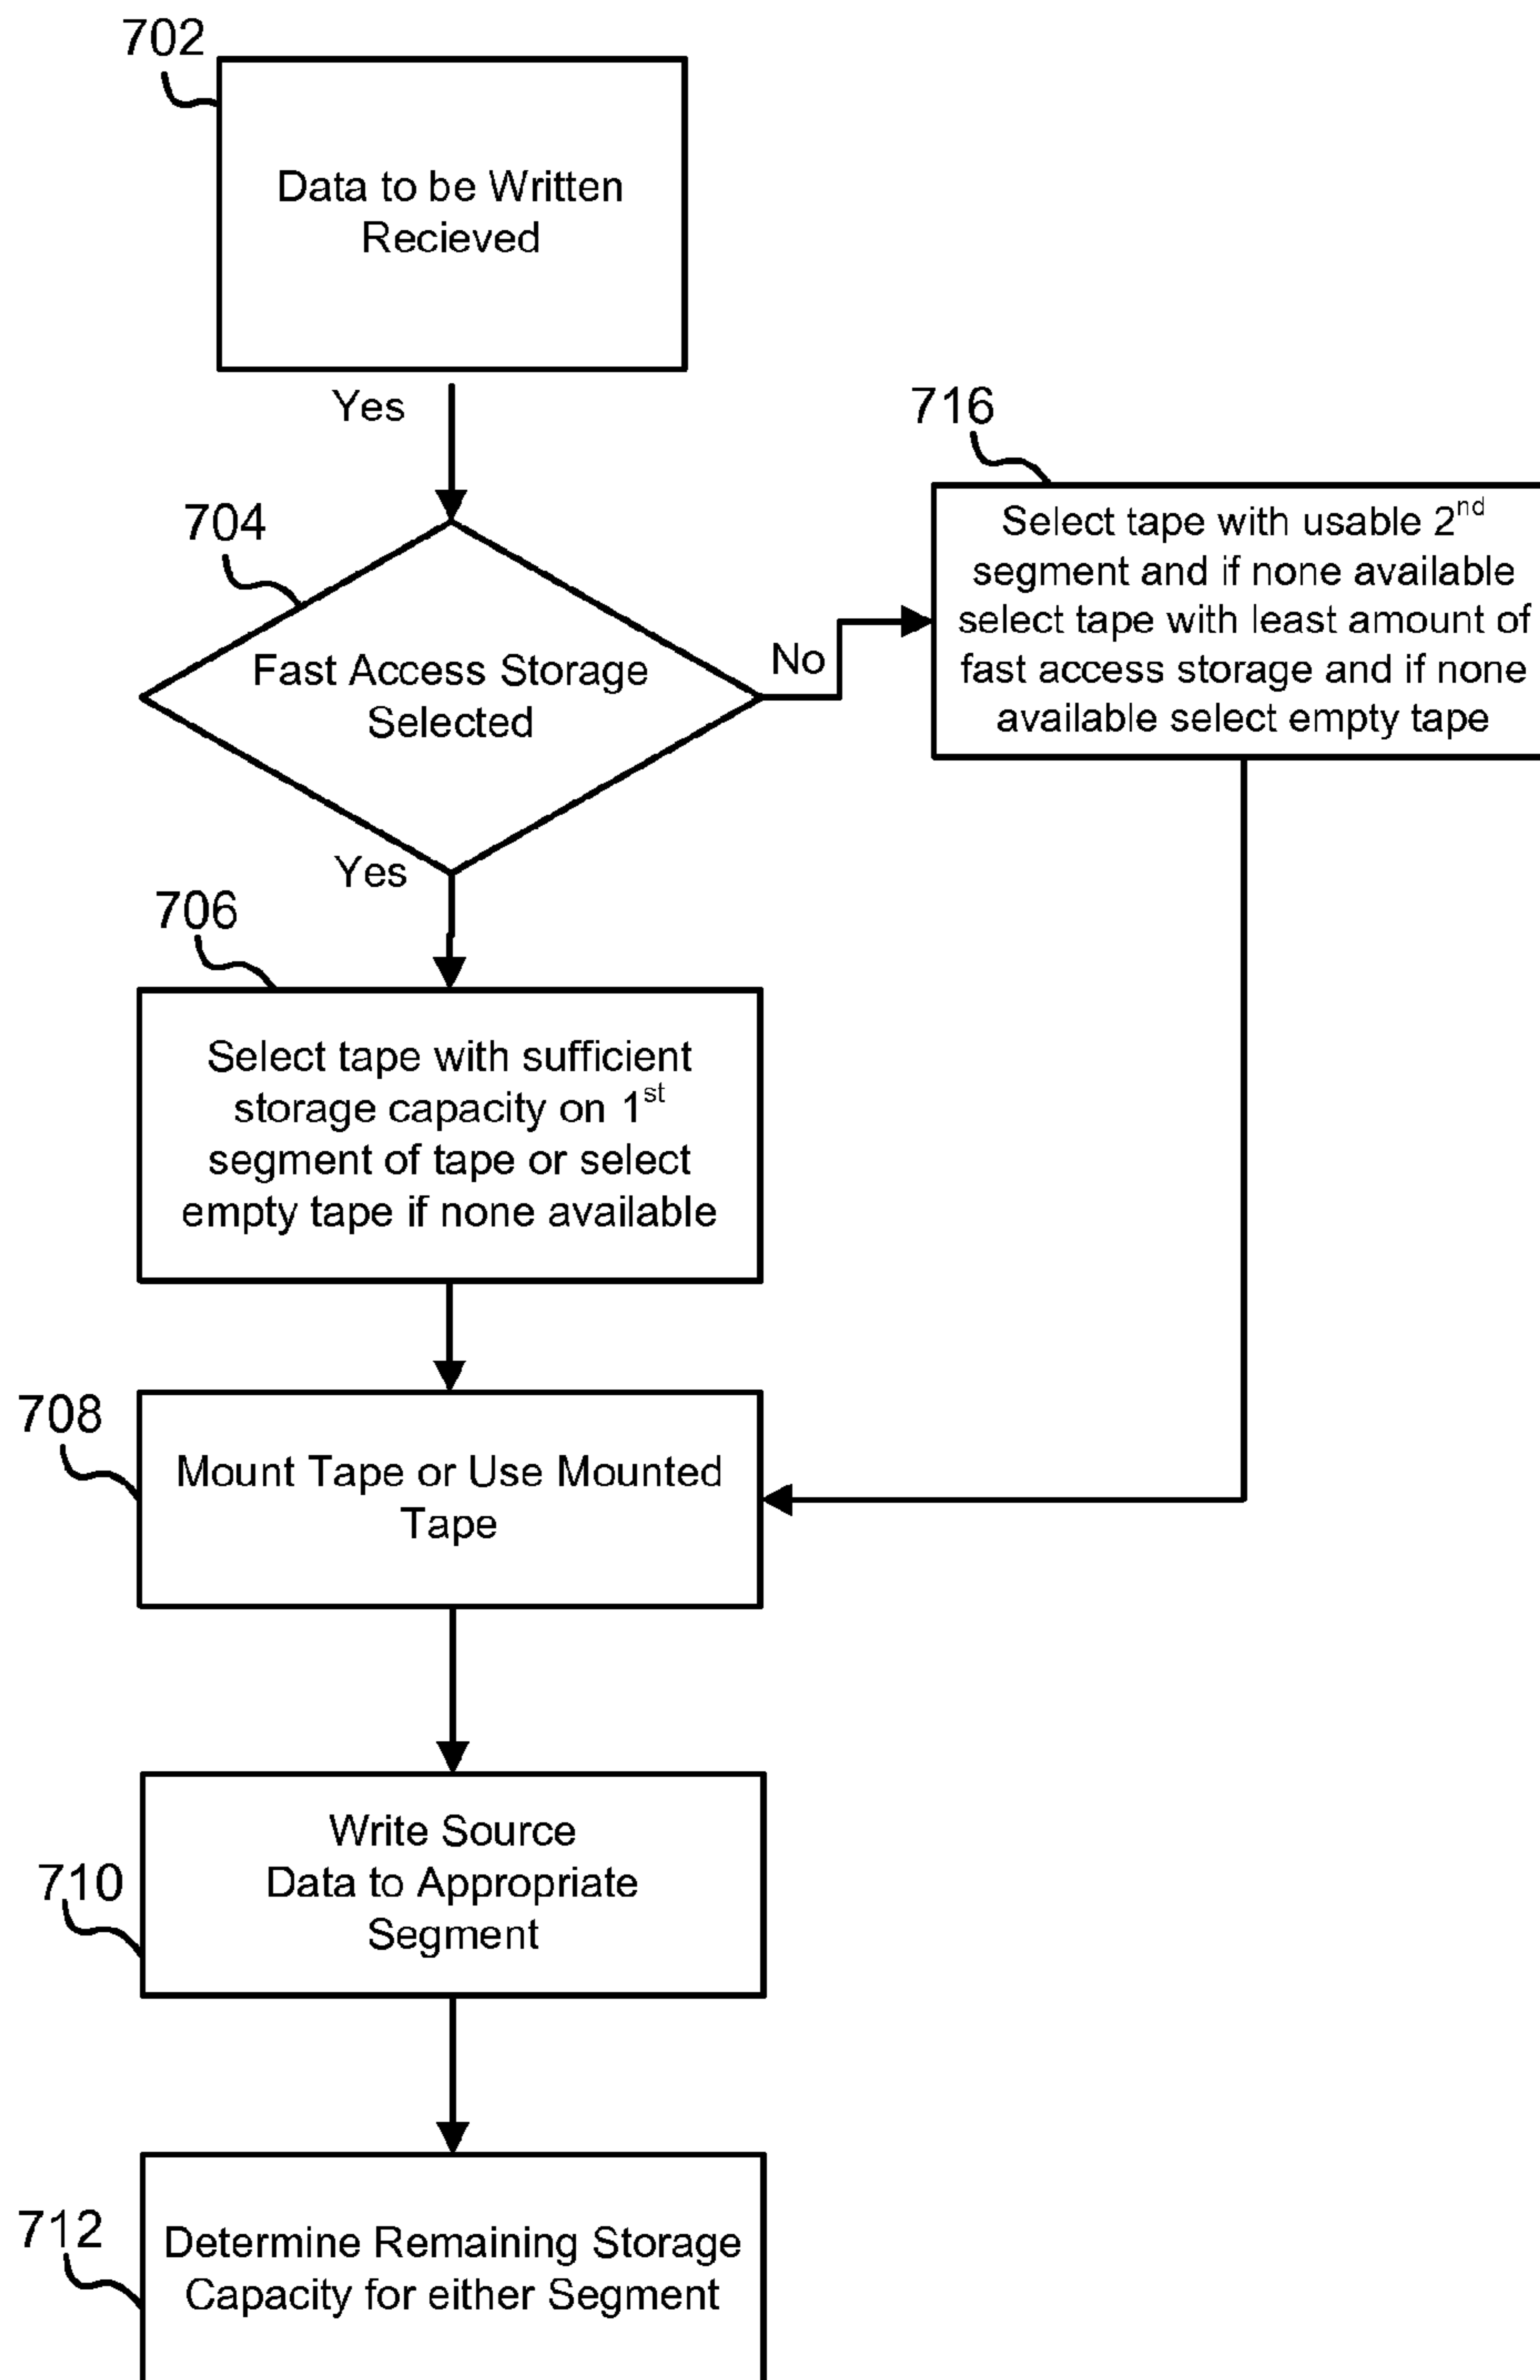 702
Data to be Written
Recieved
Yes
704
Fast Access Storage
Selected
No
716
Select tape with usable 2nd
segment and if none available
select tape with least amount of
fast access storage and if none
available select empty tape
Yes
706
Select tape with sufficient
storage capacity on 1st
segment of tape or select
empty tape if none available
708
Mount Tape or Use Mounted
Tape
710
Write Source
Data to Appropriate
Segment
712
Determine Remaining Storage
Capacity for either Segment